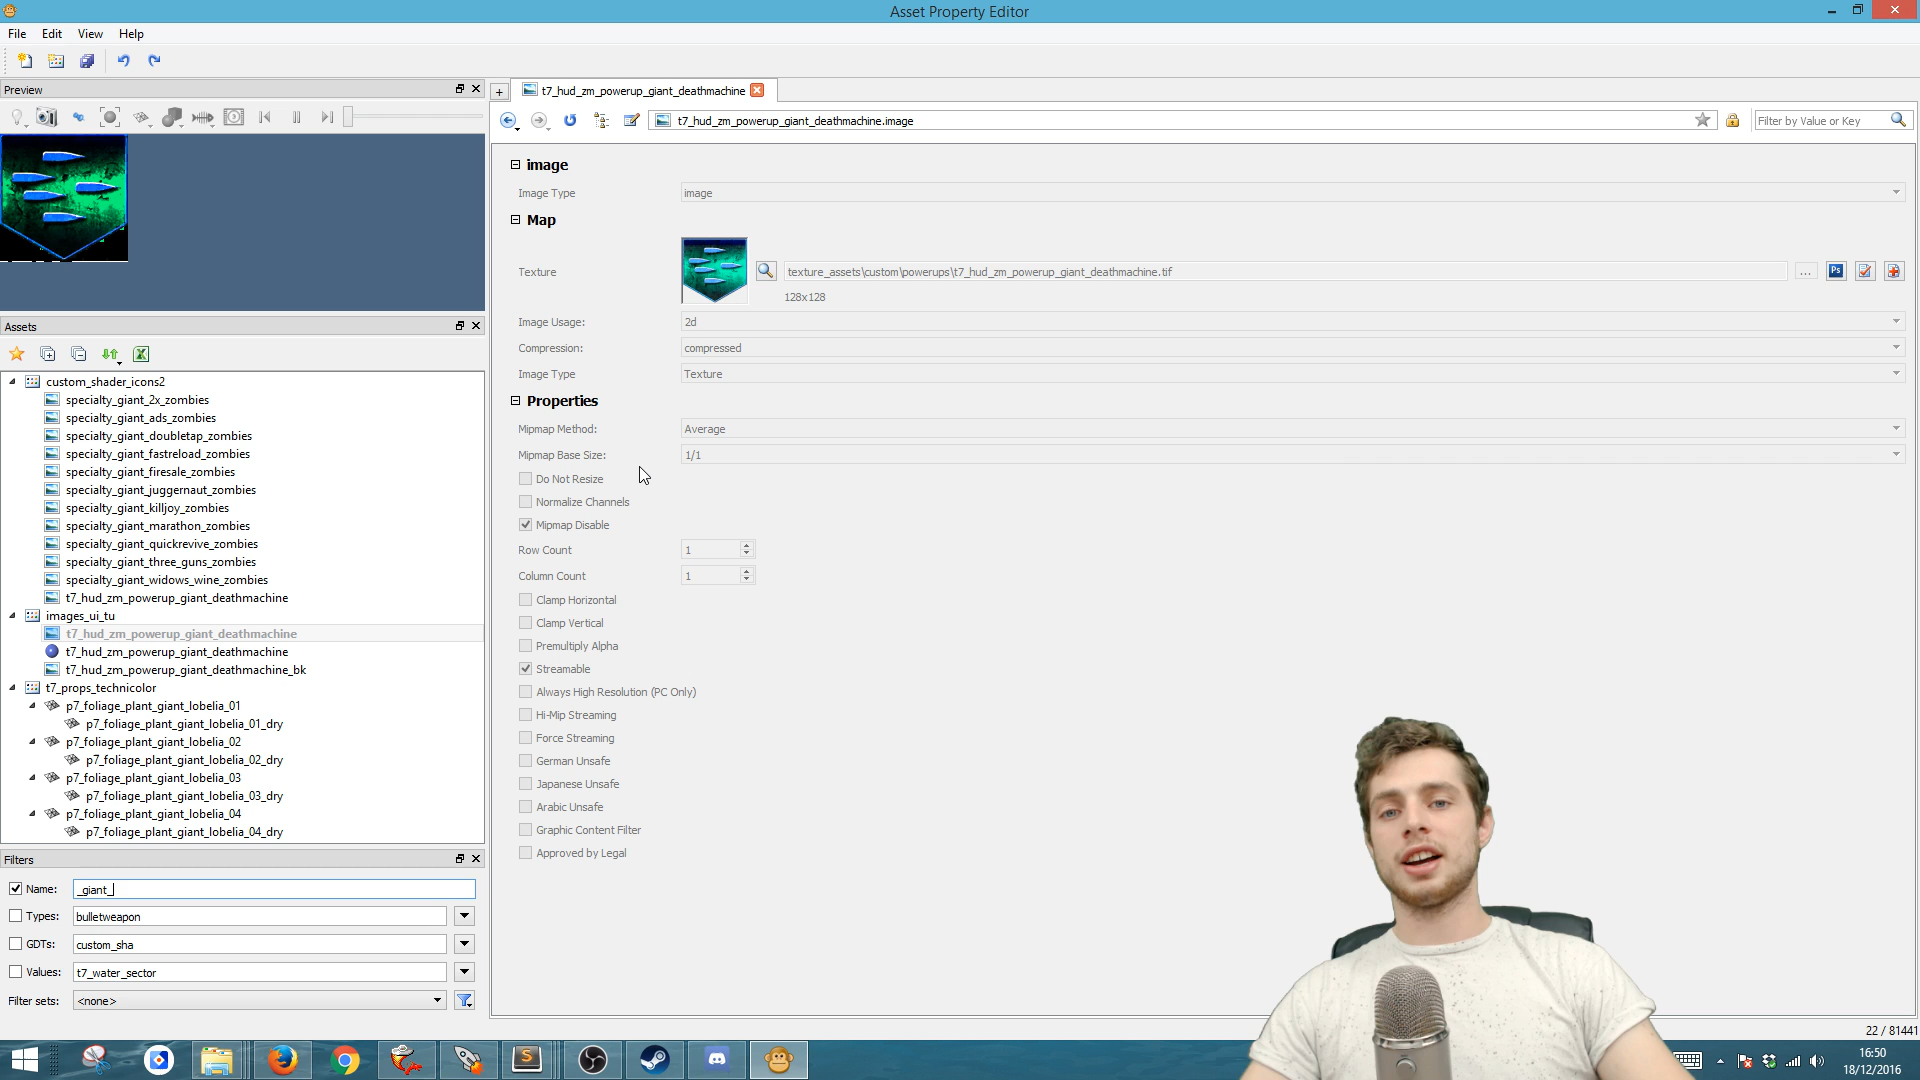 Asset Property Editor
File Edit View Help
Preview
t7_hud_zm_powerup_giant_deathmachine
t7_hud_zm_powerup_giant_deathmachine.image
Filter by Value or Key
image
Image Type image
Map
Texture texture_assets\custom\powerups\t7_hud_zm_powerup_giant_deathmachine.tif ... Ps
128x128
Image Usage: 2d
Compression: compressed
Image Type Texture
Properties
Mipmap Method: Average
Mipmap Base Size: 1/1
Do Not Resize
Normalize Channels
Mipmap Disable
Row Count 1
Column Count 1
Clamp Horizontal
Clamp Vertical
Premultiply Alpha
Streamable
Always High Resolution (PC Only)
Hi-Mip Streaming
Force Streaming
German Unsafe
Japanese Unsafe
Arabic Unsafe
Graphic Content Filter
Approved by Legal
Assets
custom_shader_icons2
specialty_giant_2x_zombies
specialty_giant_ads_zombies
specialty_giant_doubletap_zombies
specialty_giant_fastreload_zombies
specialty_giant_firesale_zombies
specialty_giant_juggernaut_zombies
specialty_giant_killjoy_zombies
specialty_giant_marathon_zombies
specialty_giant_quickrevive_zombies
specialty_giant_three_guns_zombies
specialty_giant_widows_wine_zombies
t7_hud_zm_powerup_giant_deathmachine
images_ui_tu
t7_hud_zm_powerup_giant_deathmachine
t7_hud_zm_powerup_giant_deathmachine
t7_hud_zm_powerup_giant_deathmachine_bk
t7_props_technicolor
p7_foliage_plant_giant_lobelia_01
p7_foliage_plant_giant_lobelia_01_dry
p7_foliage_plant_giant_lobelia_02
p7_foliage_plant_giant_lobelia_02_dry
p7_foliage_plant_giant_lobelia_03
p7_foliage_plant_giant_lobelia_03_dry
p7_foliage_plant_giant_lobelia_04
p7_foliage_plant_giant_lobelia_04_dry
Filters
Name: _giant_
Types: bulletweapon
GDTs: custom_sha
Values: t7_water_sector
Filter sets: <none>
22 / 81441
16:50
18/12/2016